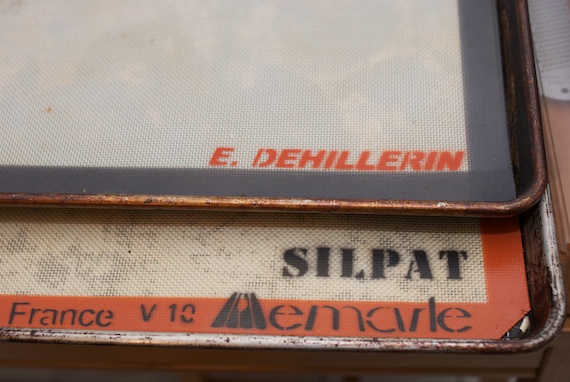 E. DEHILLERIN
SILPAT
France V 10 Demarle